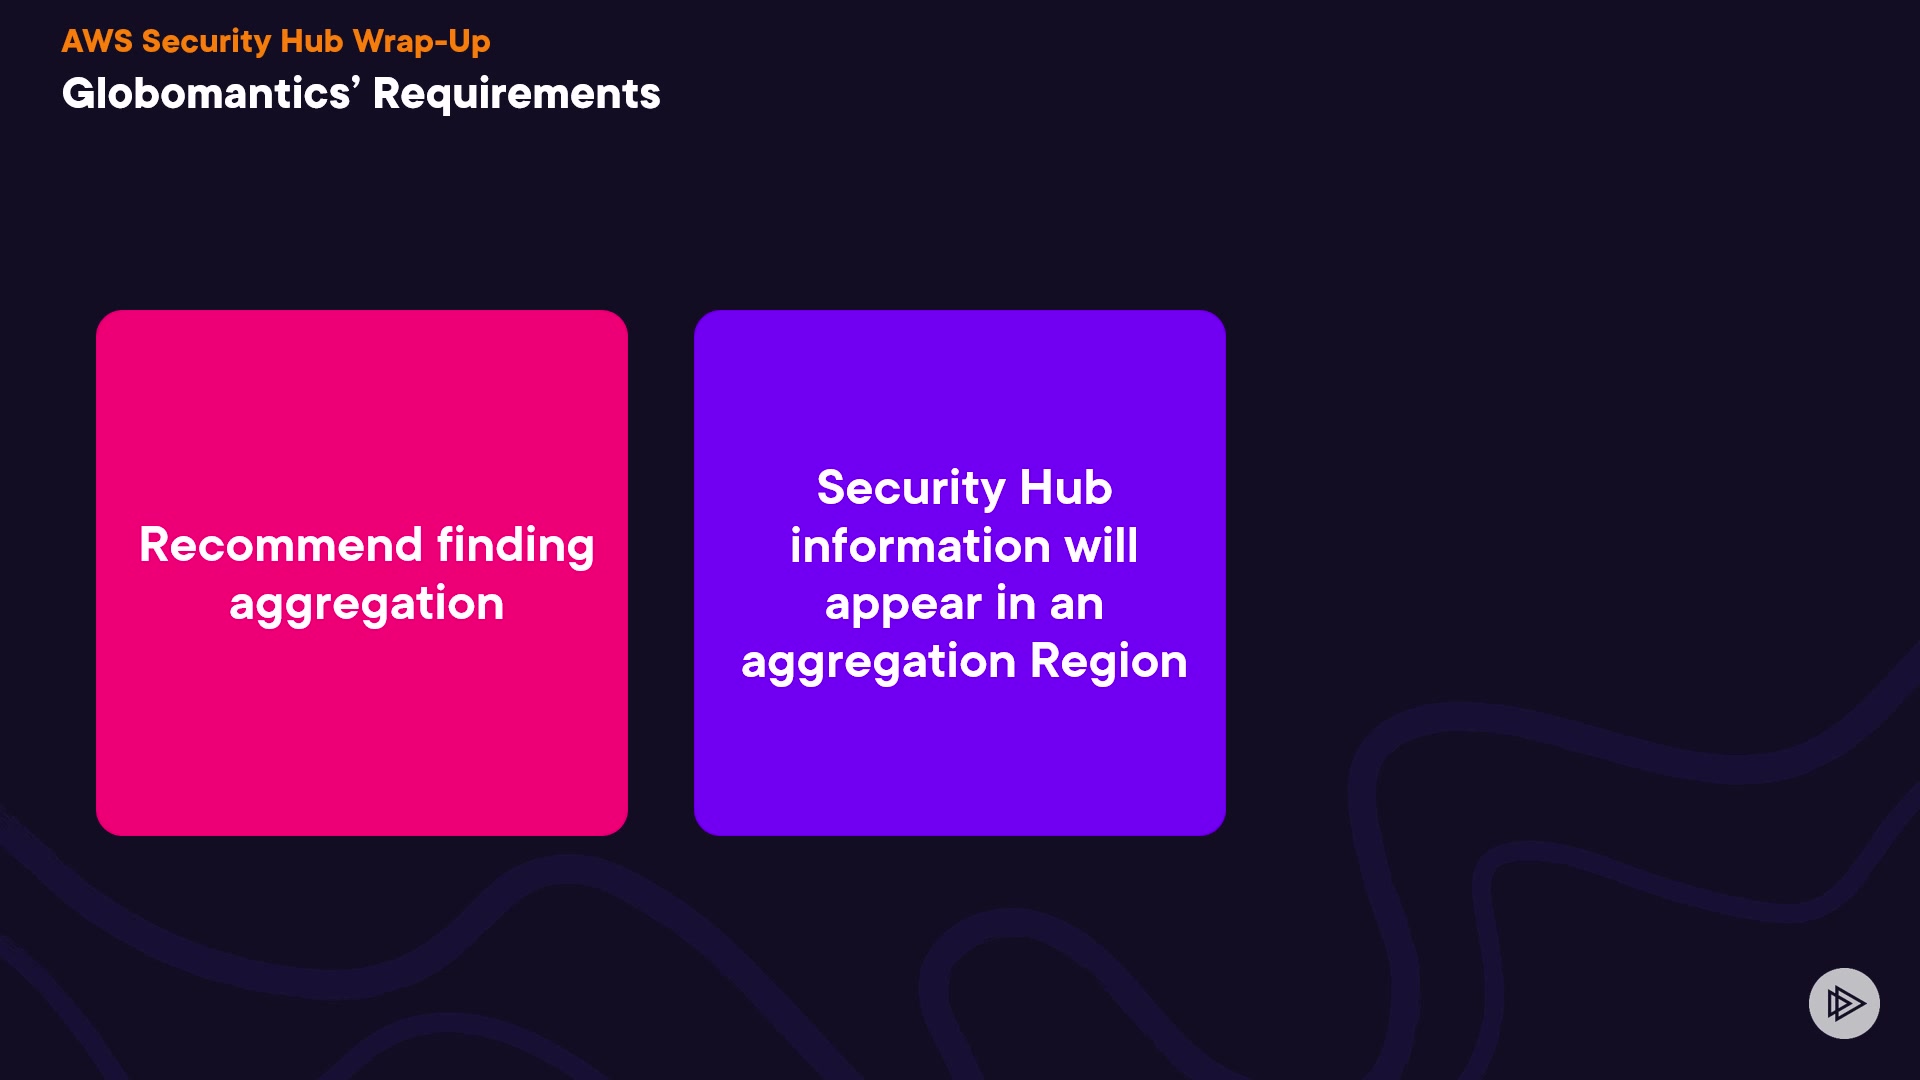 AWS Security Hub Wrap-Up
Globomantics’ Requirements
Recommend finding
aggregation
Security Hub
information will
appear in an
aggregation Region